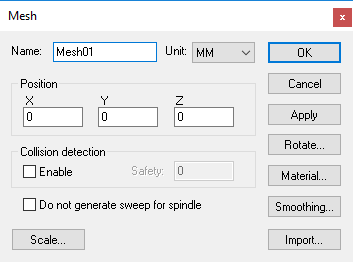 Mesh
x
Name: Mesh01 Unit: MM OK
Position Cancel
X Y Z
0 0 0 Apply
Rotate...
Collision detection
Enable Safety: 0 Material...
Do not generate sweep for spindle Smoothing...
Scale... Import...